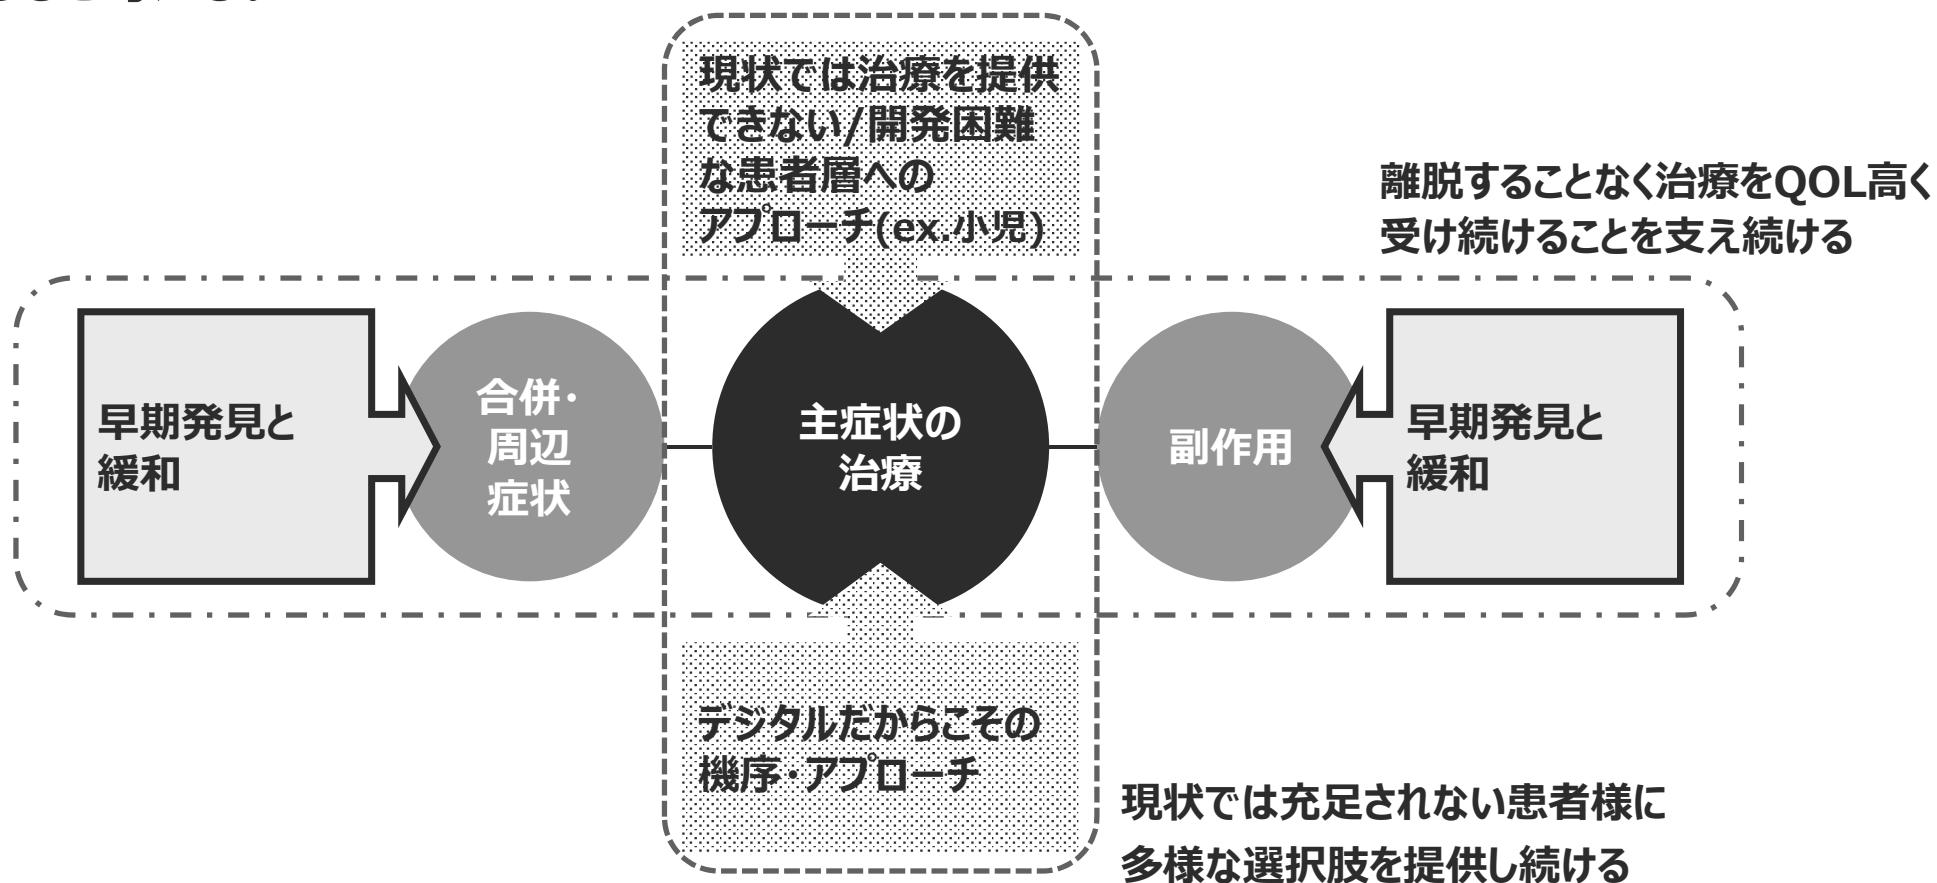 現状では治療を提供
できない/開発困難
な患者層への
アプローチ(ex.小児)
離脱することなく治療をQOL高く
受け続けることを支え続ける
早期発見と
緩和
合併・
周辺
症状
主症状の
治療
副作用
早期発見と
緩和
デジタルだからこその
機序・アプローチ
現状では充足されない患者様に
多様な選択肢を提供し続ける